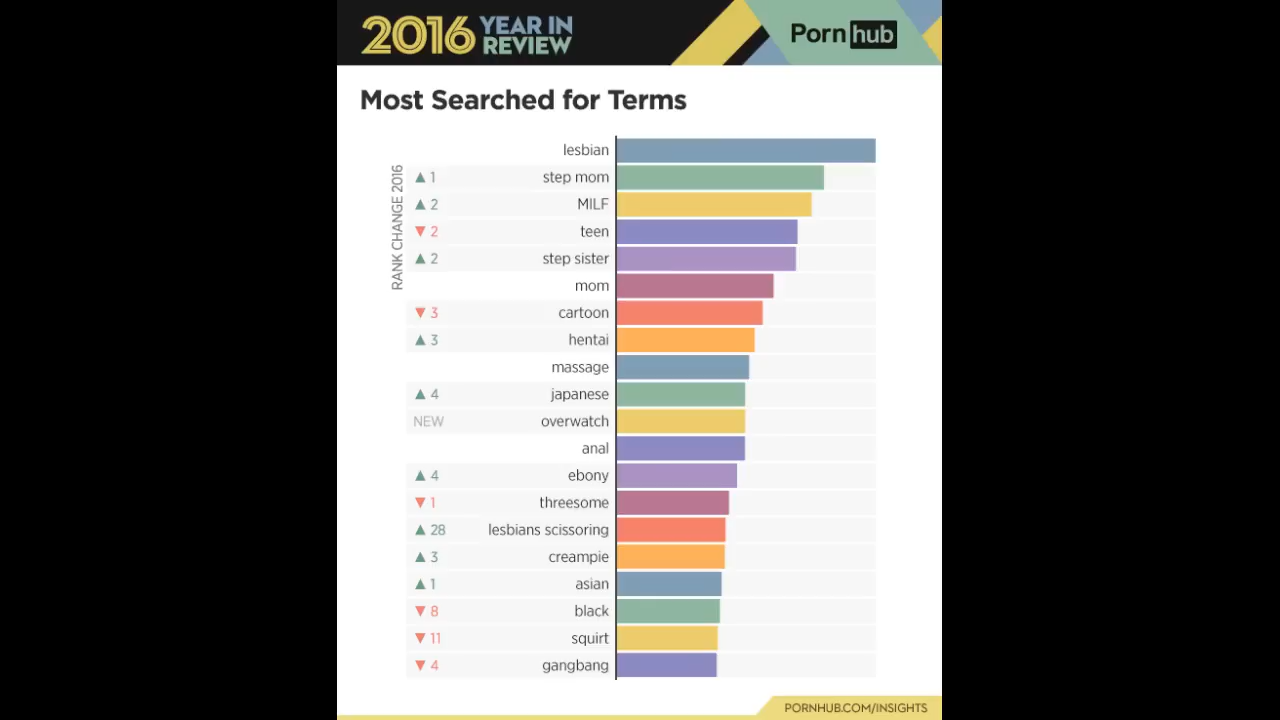 2016 YEAR IN REVIEW
Porn hub
Most Searched for Terms
RANK CHANGE 2016
lesbian
▲ 1 step mom
▲ 2 MILF
▼ 2 teen
▲ 2 step sister
mom
▼ 3 cartoon
▲ 3 hentai
massage
▲ 4 japanese
NEW overwatch
anal
▲ 4 ebony
▼ 1 threesome
▲ 28 lesbians scissoring
▲ 3 creampie
▲ 1 asian
▼ 8 black
▼ 11 squirt
▼ 4 gangbang
PORNHUB.COM/INSIGHTS